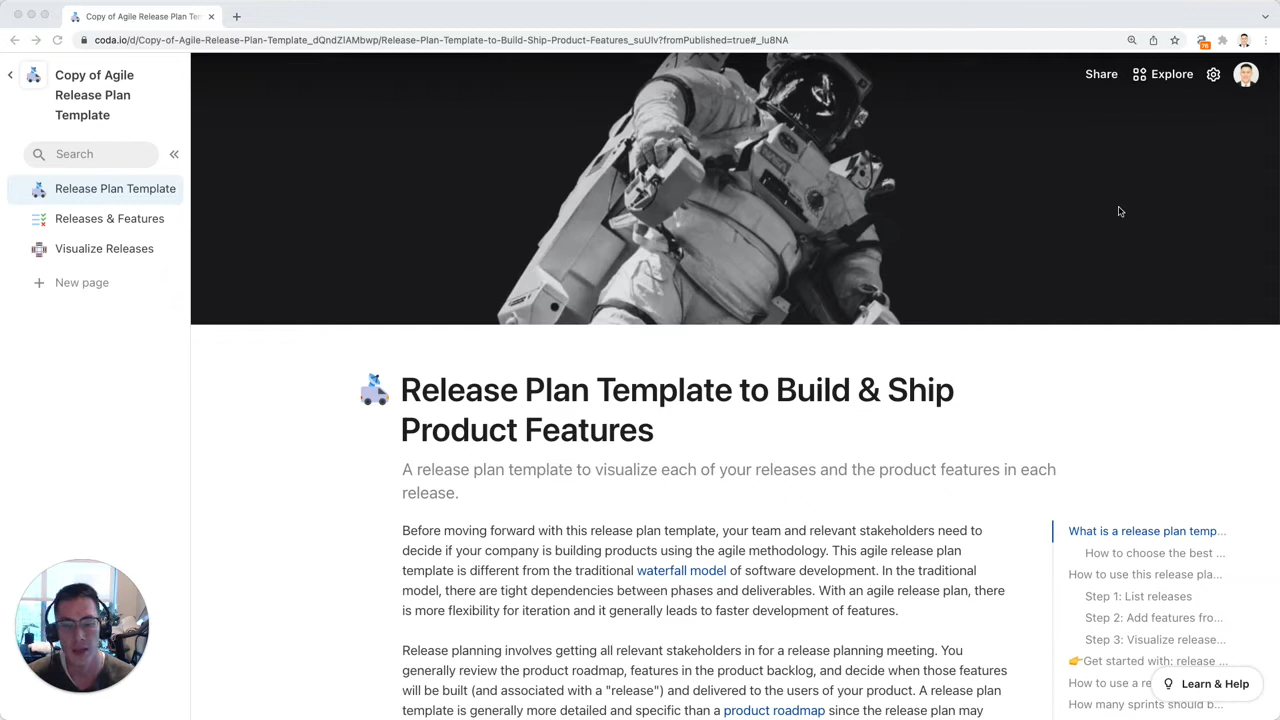 Copy of Agile Release Plan Tem
coda.io/d/Copy-of-Agile-Release-Plan-Template_dQndZIAMbwp/Release-Plan-Template-to-Build-Ship-Product-Features_suUlv?fromPublished=true#_lu8NA
76
Copy of Agile
Release Plan
Template
Search
Release Plan Template
Releases & Features
Visualize Releases
New page
Share
Explore
Release Plan Template to Build & Ship
Product Features
A release plan template to visualize each of your releases and the product features in each
release.
Before moving forward with this release plan template, your team and relevant stakeholders need to
decide if your company is building products using the agile methodology. This agile release plan
template is different from the traditional waterfall model of software development. In the traditional
model, there are tight dependencies between phases and deliverables. With an agile release plan, there
is more flexibility for iteration and it generally leads to faster development of features.
Release planning involves getting all relevant stakeholders in for a release planning meeting. You
generally review the product roadmap, features in the product backlog, and decide when those features
will be built (and associated with a "release") and delivered to the users of your product. A release plan
template is generally more detailed and specific than a product roadmap since the release plan may
What is a release plan temp...
How to choose the best ...
How to use this release pla...
Step 1: List releases
Step 2: Add features fro...
Step 3: Visualize release...
👉Get started with: release ...
How to use a re
How many sprints should b...
Learn & Help